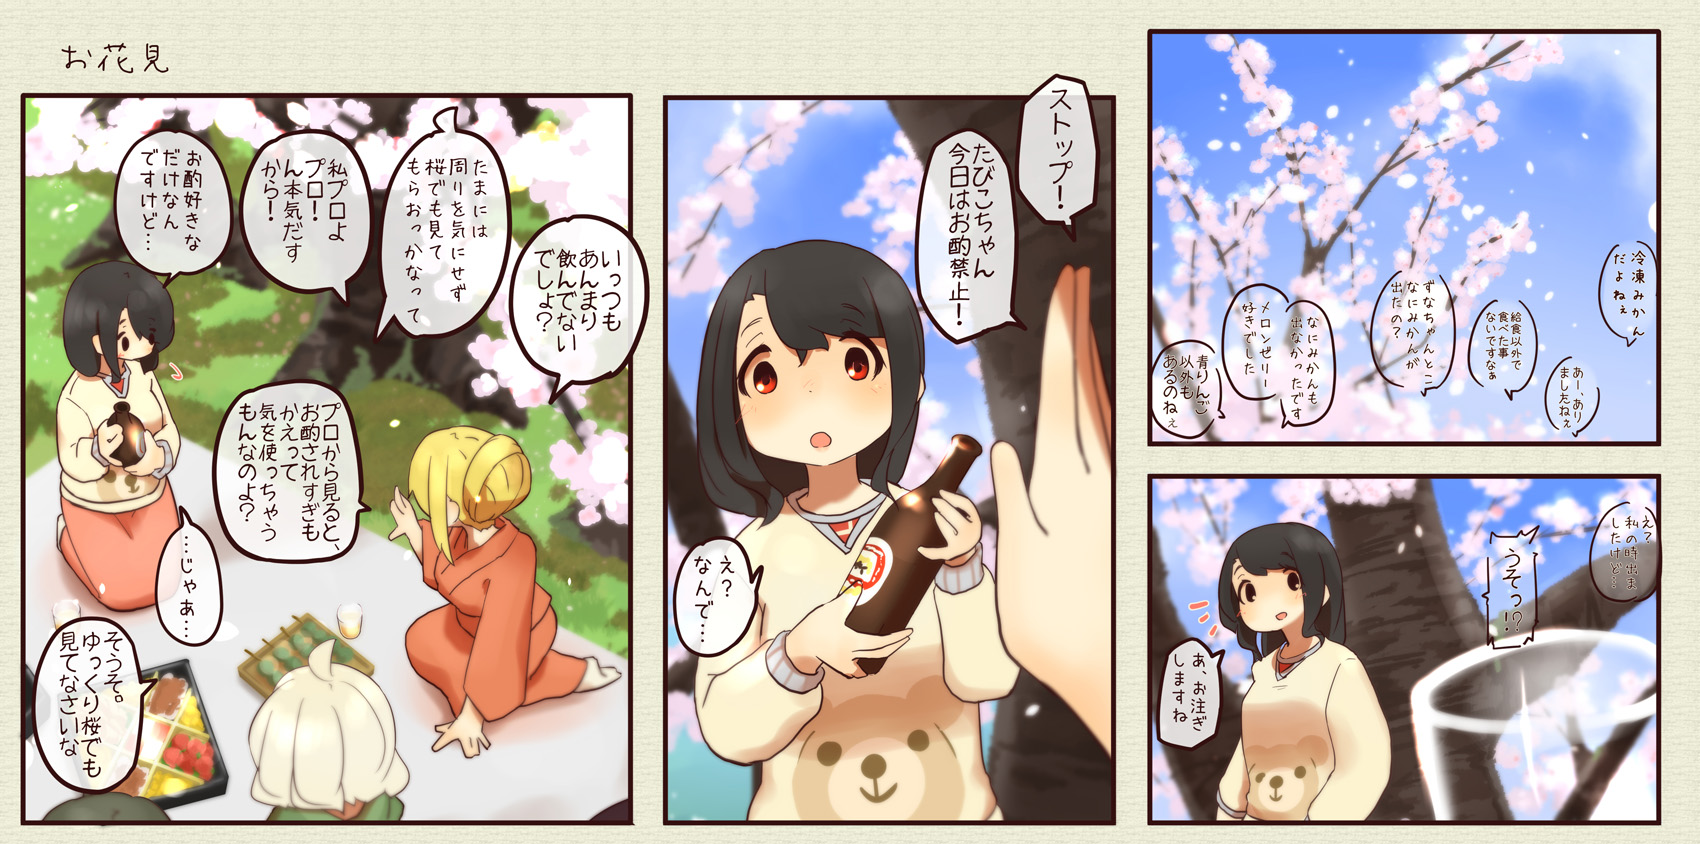 お花見
冷凍みかん
だよねぇ
あー、あり
ましたねぇ
給食以外で
食べた事
ないですなぁ
ずなちゃんとこ
なにみかんが
出たの？
なにみかんも
出なかったです
メロンゼリー
好きでした
青りんご
以外も
あるのねぇ
え？
私の時出ま
したけど…
うそっ!?
あ、お注ぎ
しますね
ストップ！
たびこちゃん
今日はお酌禁止！
え？
なんで…
いっつも
あんまり
飲んでない
でしょ？
たまには
周りを気にせず
桜でも見て
もらおっかなって
私プロよ
プロ！
ん本気だす
から！
お酌好きな
だけなん
ですけど…
プロから見ると、
お酌されすぎも
かえって
気を使っちゃう
もんなのよ？
…じゃぁ…
そうそ。
ゆっくり桜でも
見てなさいな